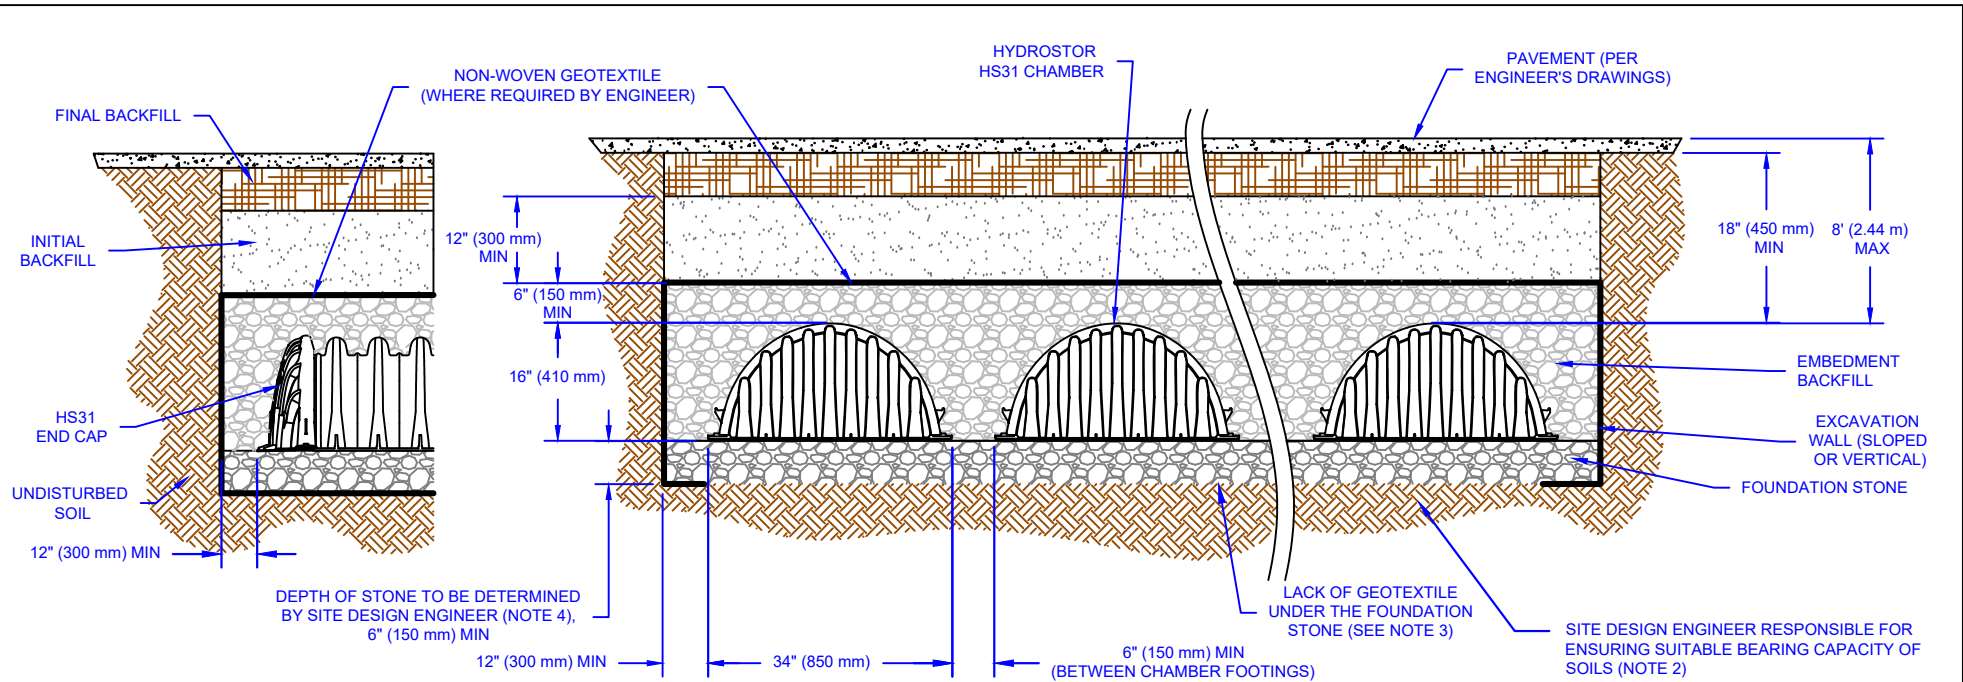 HYDROSTOR
HS31 CHAMBER
PAVEMENT (PER
ENGINEER'S DRAWINGS)
NON-WOVEN GEOTEXTILE
(WHERE REQUIRED BY ENGINEER)
FINAL BACKFILL
INITIAL
BACKFILL
12" (300 mm)
MIN
18" (450 mm)
MIN
8' (2.44 m)
MAX
6" (150 mm)
MIN
16" (410 mm)
EMBEDMENT
BACKFILL
HS31
END CAP
EXCAVATION
WALL (SLOPED
OR VERTICAL)
UNDISTURBED
SOIL
FOUNDATION STONE
12" (300 mm) MIN
DEPTH OF STONE TO BE DETERMINED
BY SITE DESIGN ENGINEER (NOTE 4),
6" (150 mm) MIN
LACK OF GEOTEXTILE
UNDER THE FOUNDATION
STONE (SEE NOTE 3)
SITE DESIGN ENGINEER RESPONSIBLE FOR
ENSURING SUITABLE BEARING CAPACITY OF
SOILS (NOTE 2)
12" (300 mm) MIN
34" (850 mm)
6" (150 mm) MIN
(BETWEEN CHAMBER FOOTINGS)